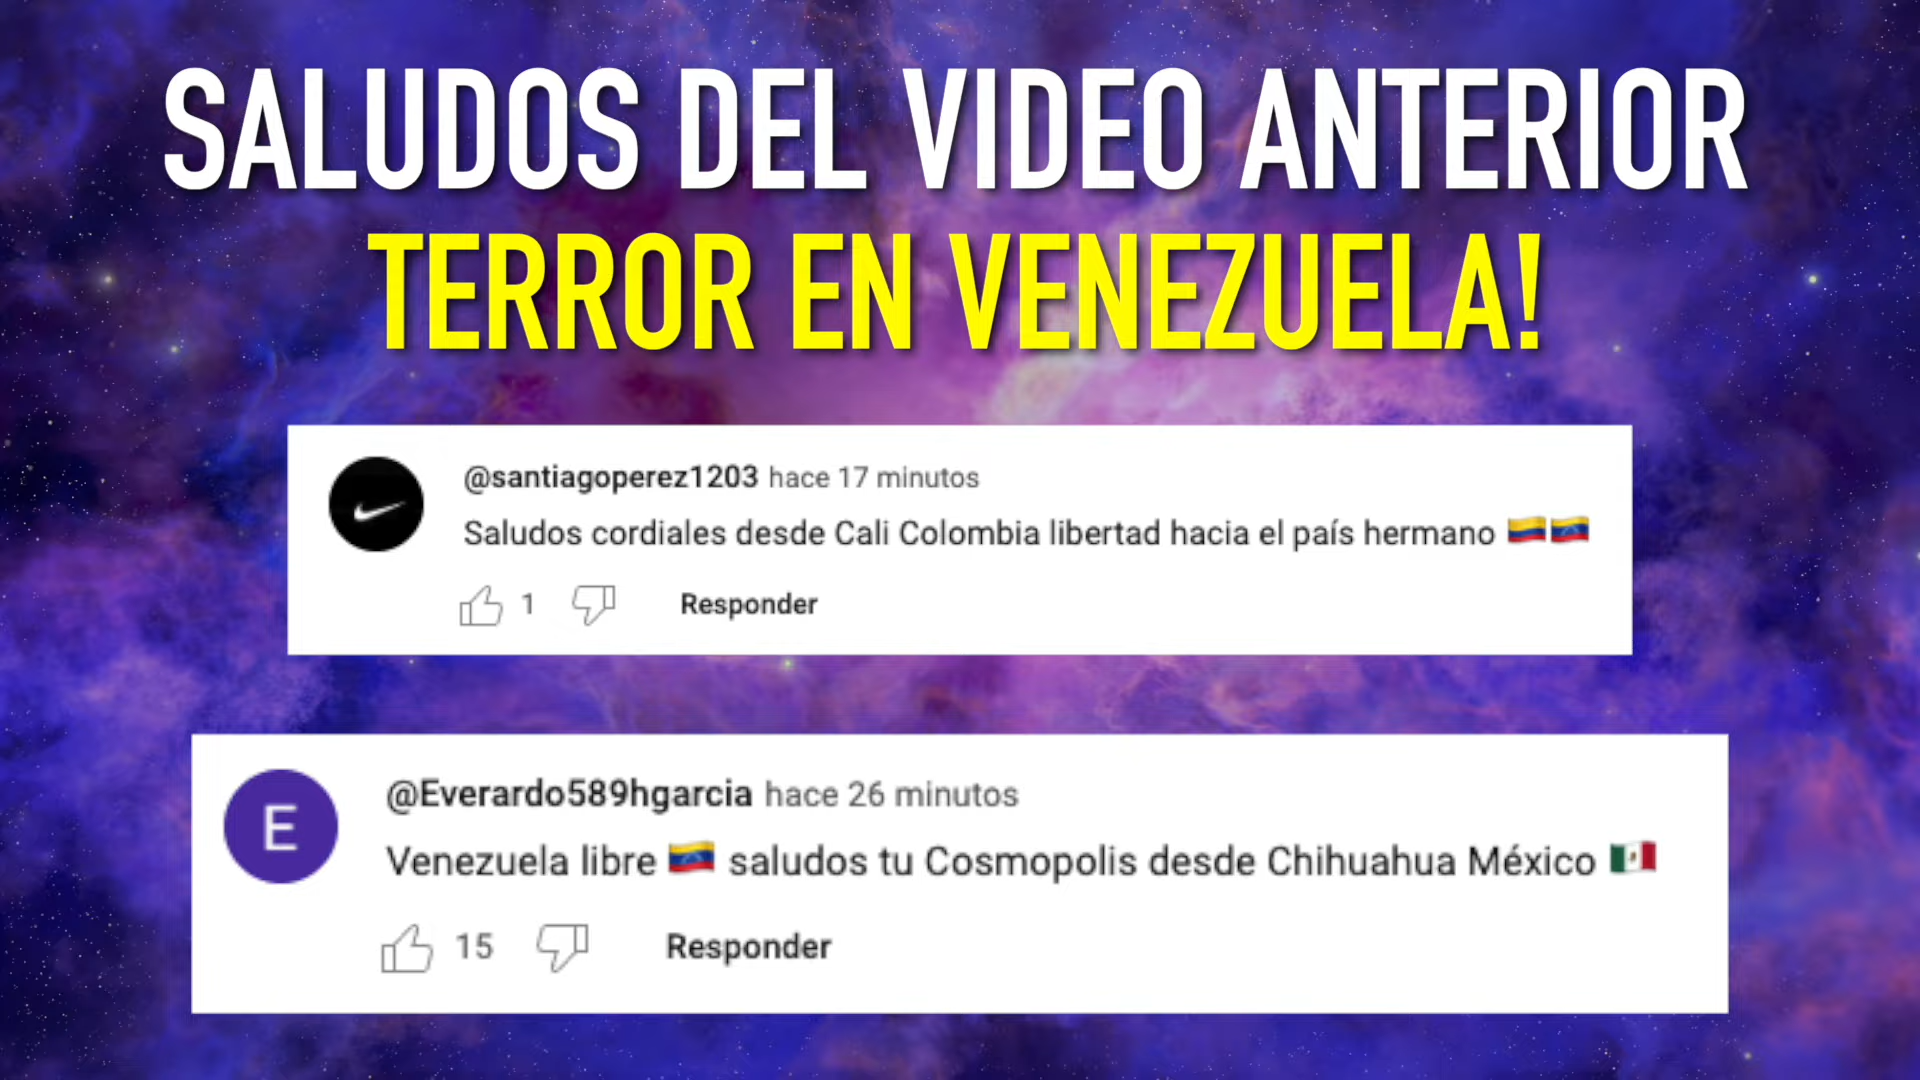 SALUDOS DEL VIDEO ANTERIOR
TERROR EN VENEZUELA!
@santiagoperez1203 hace 17 minutos
Saludos cordiales desde Cali Colombia libertad hacia el país hermano 🇨🇴🇻🇪
1 Responder
E
@Everardo589hgarcia hace 26 minutos
Venezuela libre 🇻🇪 saludos tu Cosmopolis desde Chihuahua México 🇲🇽
15 Responder